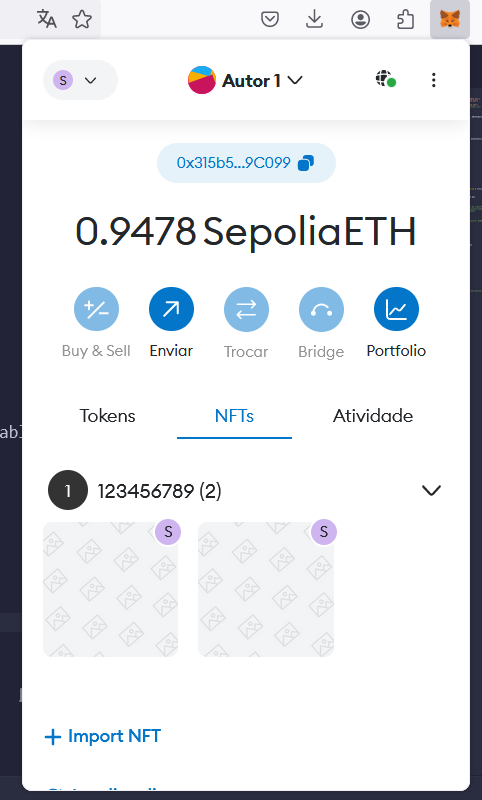 S
Autor 1
0x315b5...9C099
0.9478 SepoliaETH
Buy & Sell
Enviar
Trocar
Bridge
Portfolio
Tokens
NFTs
Atividade
1 123456789 (2)
S
S
+ Import NFT